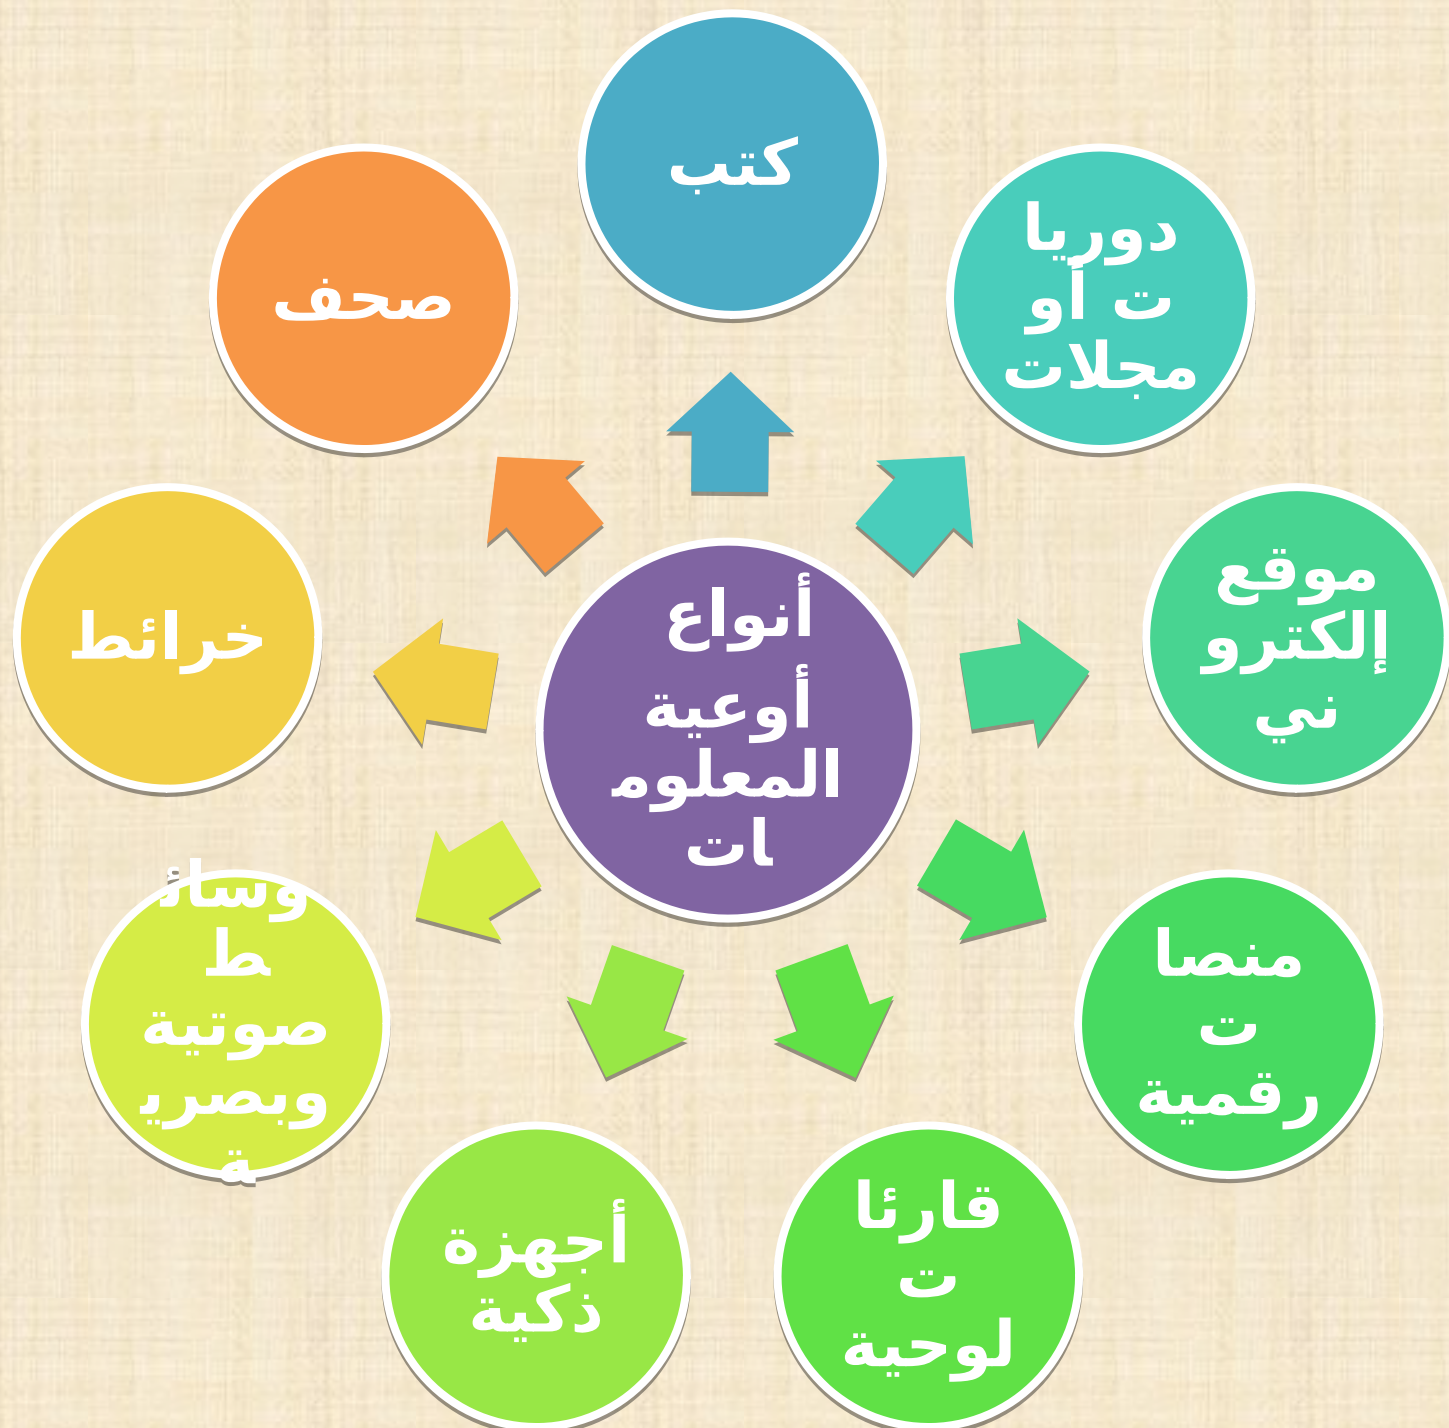 كتب
دوريا
ت أو
مجلات
موقع
إلكترو
ني
منصا
ت
رقمية
قارئا
ت
لوحية
أجهزة
ذكية
وسائ
ط
صوتية
وبصري
ة
خرائط
صحف
أنواع
أوعية
المعلوم
ات